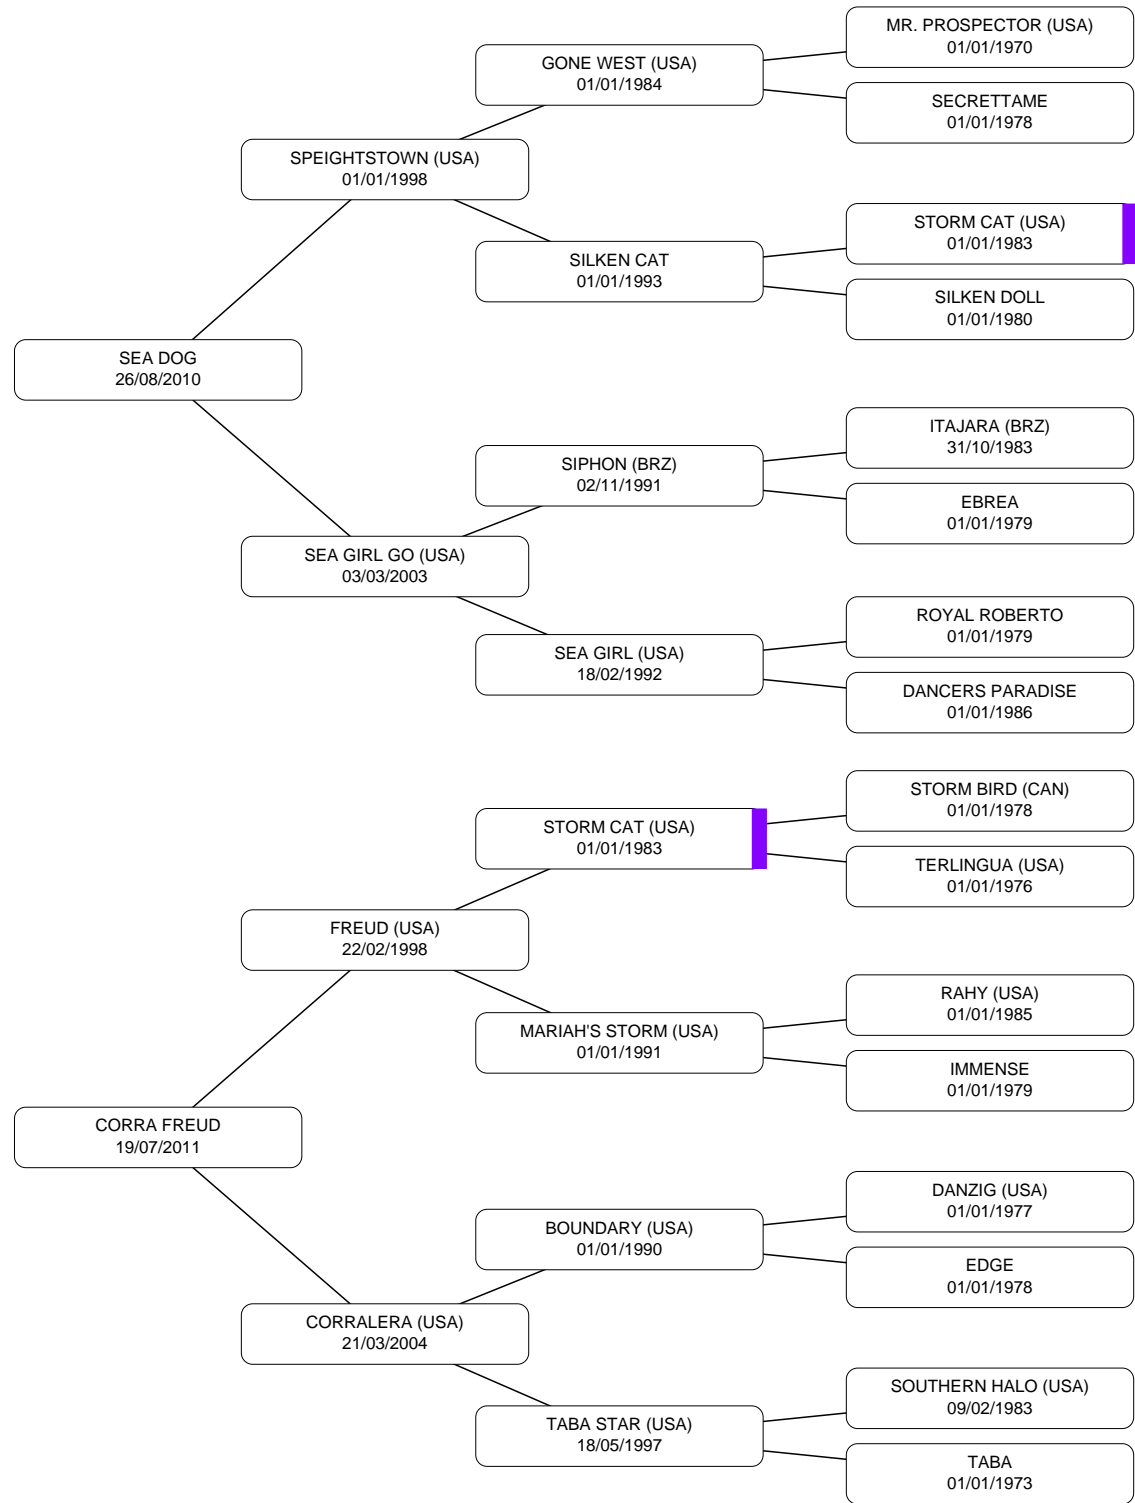 MR. PROSPECTOR (USA)
01/01/1970
GONE WEST (USA)
01/01/1984
SECRETTAME
01/01/1978
SPEIGHTSTOWN (USA)
01/01/1998
STORM CAT (USA)
01/01/1983
SILKEN CAT
01/01/1993
SILKEN DOLL
01/01/1980
SEA DOG
26/08/2010
ITAJARA (BRZ)
31/10/1983
SIPHON (BRZ)
02/11/1991
EBREA
01/01/1979
SEA GIRL GO (USA)
03/03/2003
ROYAL ROBERTO
01/01/1979
SEA GIRL (USA)
18/02/1992
DANCERS PARADISE
01/01/1986
STORM BIRD (CAN)
01/01/1978
STORM CAT (USA)
01/01/1983
TERLINGUA (USA)
01/01/1976
FREUD (USA)
22/02/1998
RAHY (USA)
01/01/1985
MARIAH'S STORM (USA)
01/01/1991
IMMENSE
01/01/1979
CORRA FREUD
19/07/2011
DANZIG (USA)
01/01/1977
BOUNDARY (USA)
01/01/1990
EDGE
01/01/1978
CORRALERA (USA)
21/03/2004
SOUTHERN HALO (USA)
09/02/1983
TABA STAR (USA)
18/05/1997
TABA
01/01/1973